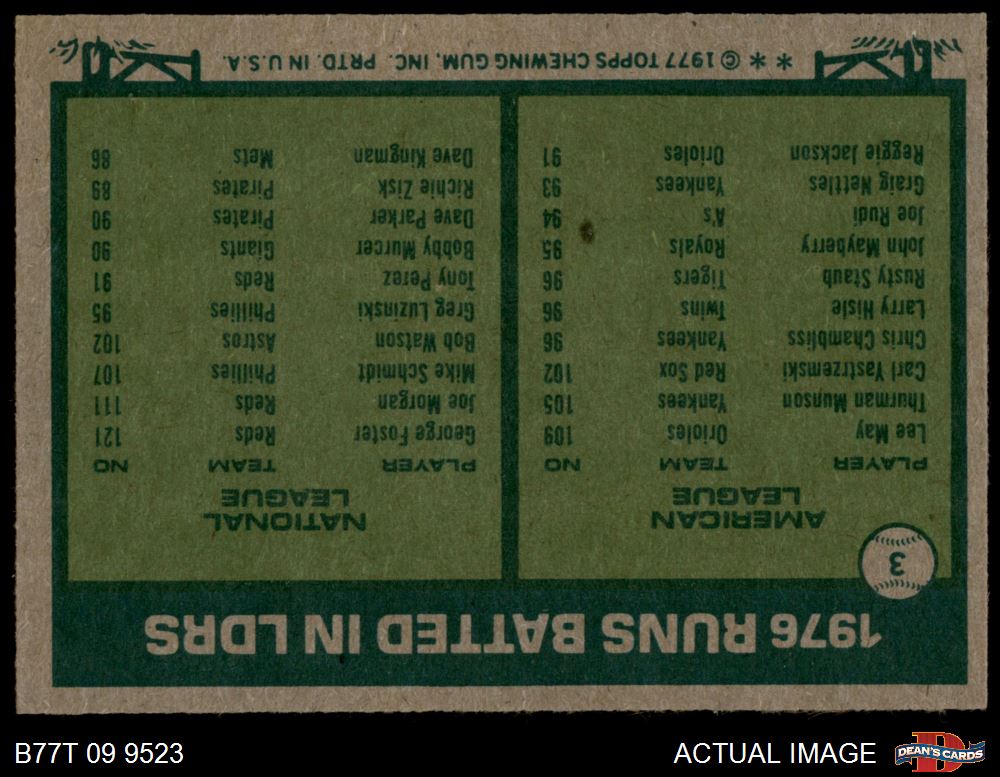 1976 RUNS BATTED IN LDRS
3
AMERICAN
LEAGUE
PLAYER TEAM NO
Lee May Orioles 109
Thurman Munson Yankees 105
Carl Yastrzemski Red Sox 102
Chris Chambliss Yankees 96
Larry Hisle Twins 96
Rusty Staub Tigers 96
John Mayberry Royals 95
Joe Rudi A's 94
Graig Nettles Yankees 93
Reggie Jackson Orioles 91
NATIONAL
LEAGUE
PLAYER TEAM NO
George Foster Reds 121
Joe Morgan Reds 111
Mike Schmidt Phillies 107
Bob Watson Astros 102
Greg Luzinski Phillies 95
Tony Perez Reds 91
Bobby Murcer Giants 90
Dave Parker Pirates 90
Richie Zisk Pirates 89
Dave Kingman Mets 86
* * © 1977 TOPPS CHEWING GUM, INC. PRTD. IN U.S.A.
B77T 09 9523
ACTUAL IMAGE
D
DEAN'S CARDS